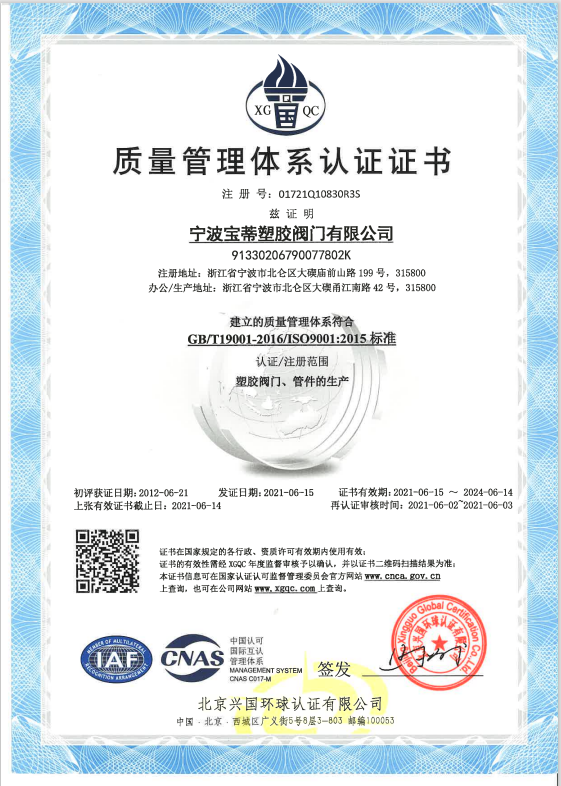 XG QC
质量管理体系认证证书
注 册 号: 01721Q10830R3S
兹 证 明
宁波宝蒂塑胶阀门有限公司
91330206790077802K
注册地址: 浙江省宁波市北仑区大碶庙前山路 199 号, 315800
办公/生产地址: 浙江省宁波市北仑区大碶甬江南路 42 号, 315800
建立的质量管理体系符合
GB/T19001-2016/ISO9001:2015 标准
认证/注册范围
塑胶阀门、管件的生产
初评获证日期: 2012-06-21 发证日期: 2021-06-15 证书有效期: 2021-06-15 ~ 2024-06-14
上张有效证书截止日: 2021-06-14 再认证审核时间: 2021-06-02~2021-06-03
证书在国家规定的各行政、资质许可有效期内使用有效;
证书的有效性需经 XGQC 年度监督审核予以确认, 并以证书二维码扫描结果为准;
本证书信息可在国家认证认可监督管理委员会官方网站 www.cnca.gov.cn
上查询, 也可在公司网站 www.xgqc.com 上查询。
MEMBER OF MULTILATERAL
IAF
RECOGNITION ARRANGEMENT
CNAS
中国认可
国际互认
管理体系
MANAGEMENT SYSTEM
CNAS C017-M
签发
Beijing Xingguo Global Certification Co.,Ltd
北京兴国环球认证有限公司
北京兴国环球认证有限公司
中国·北京·西城区广义街5号8层3-803 邮编100053